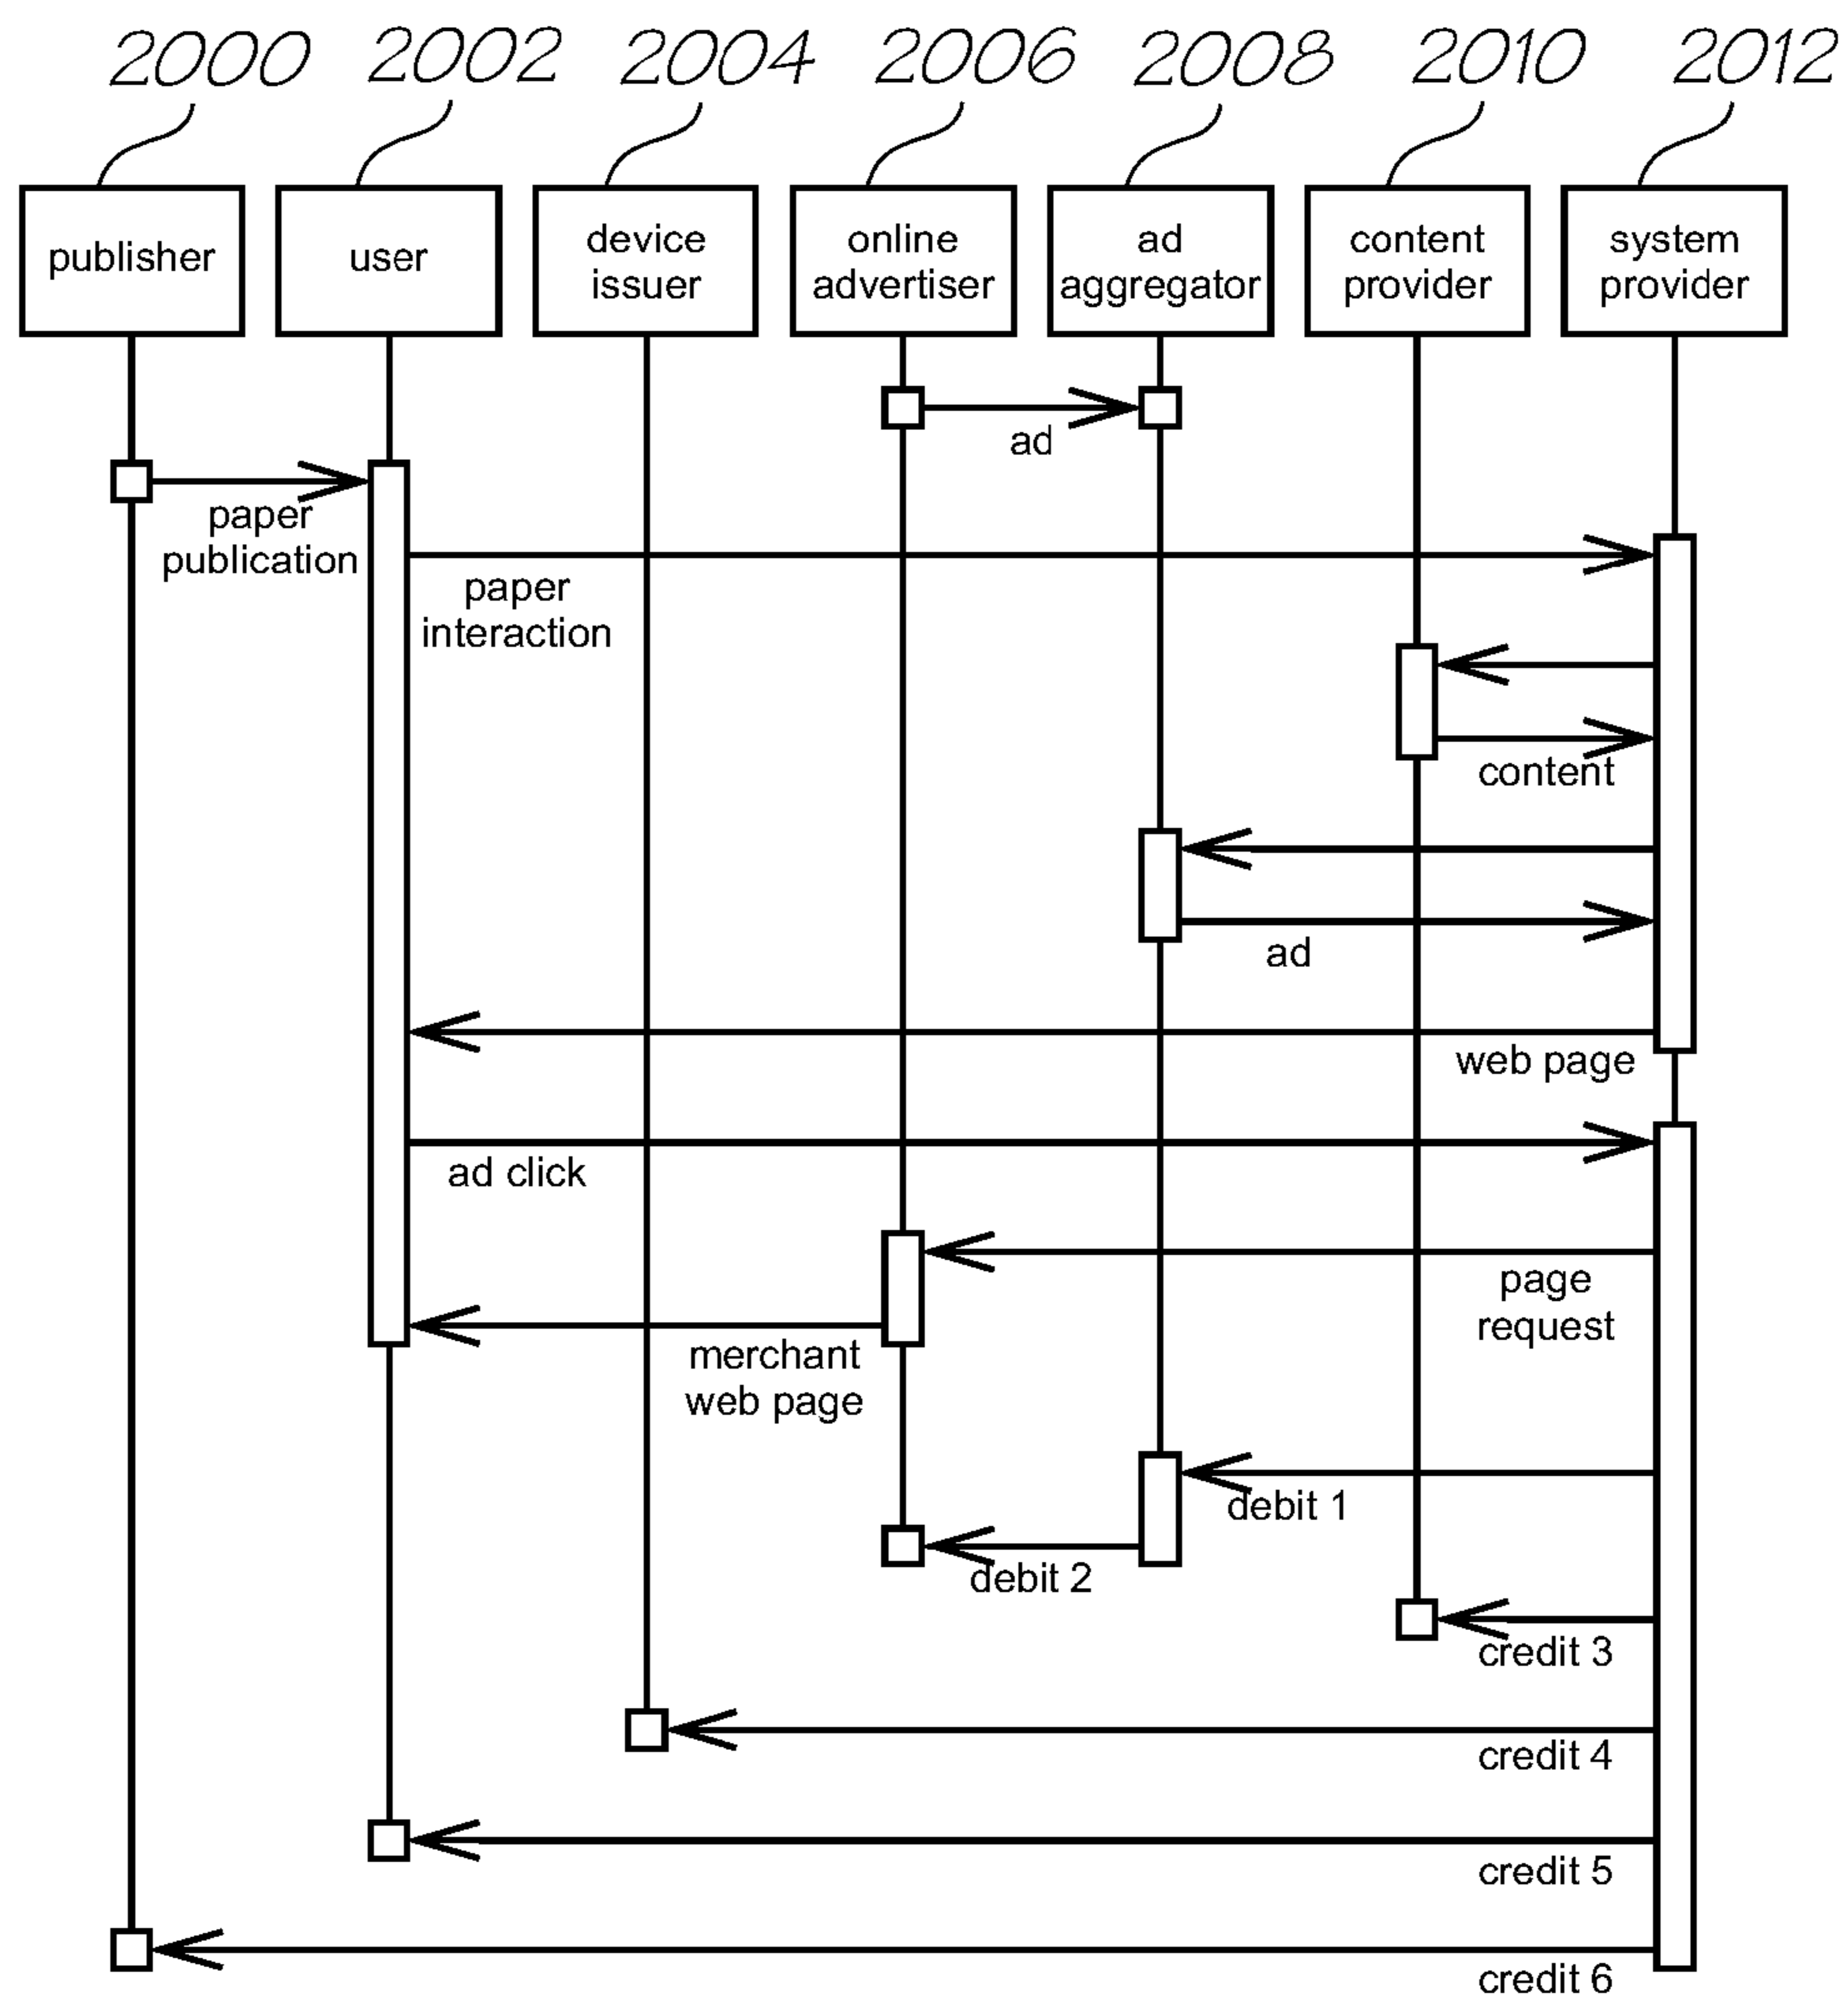 2000 2002 2004 2006 2008 2010 2012
publisher
user
device
issuer
online
advertiser
ad
aggregator
content
provider
system
provider
ad
paper
publication
paper
interaction
content
ad
web page
ad click
page
request
merchant
web page
debit 1
debit 2
credit 3
credit 4
credit 5
credit 6